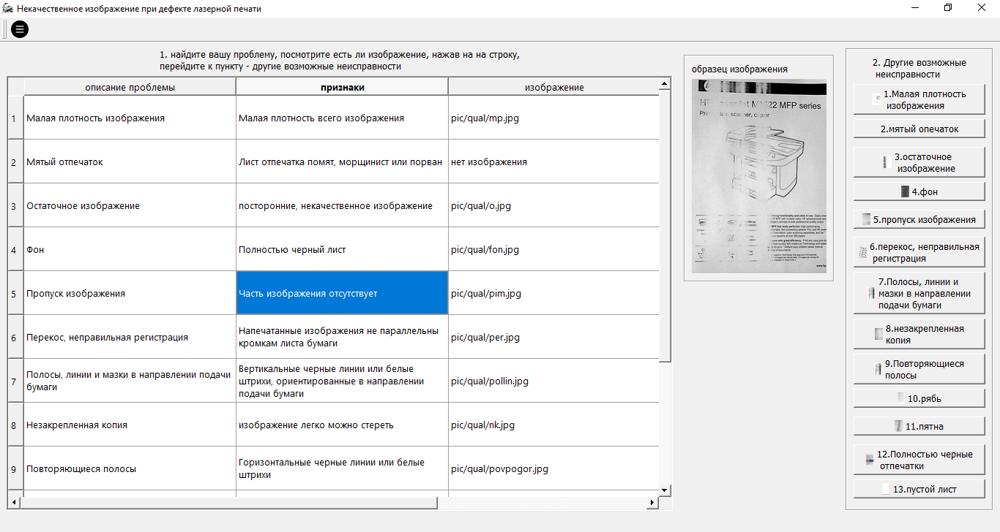 Некачественное изображение при дефекте лазерной печати
1. найдите вашу проблему, посмотрите есть ли изображение, нажав на на строку,
перейдите к пункту - другие возможные неисправности
описание проблемы признаки изображение
1 Малая плотность изображения Малая плотность всего изображения pic/qual/mp.jpg
2 Мятый отпечаток Лист отпечатка помят, морщинист или порван нет изображения
3 Остаточное изображение посторонние, некачественное изображение pic/qual/o.jpg
4 Фон Полностью черный лист pic/qual/fon.jpg
5 Пропуск изображения Часть изображения отсутствует pic/qual/pim.jpg
6 Перекос, неправильная регистрация Напечатанные изображения не параллельны
кромкам листа бумаги pic/qual/per.jpg
7 Полосы, линии и мазки в направлении подачи
бумаги Вертикальные черные линии или белые
штрихи, ориентированные в направлении
подачи бумаги pic/qual/pollin.jpg
8 Незакрепленная копия изображение легко можно стереть pic/qual/nk.jpg
9 Повторяющиеся полосы Горизонтальные черные линии или белые
штрихи pic/qual/povpogor.jpg
образец изображения
MFP series
2. Другие возможные
неисправности
1.Малая плотность
изображения
2.мятый опечаток
3.остаточное
изображение
4.фон
5.пропуск изображения
6.перекос, неправильная
регистрация
7.Полосы, линии и
мазки в направлении
подачи бумаги
8.незакрепленная
копия
9.Повторяющиеся
полосы
10.рябь
11.пятна
12.Полностью черные
отпечатки
13.пустой лист